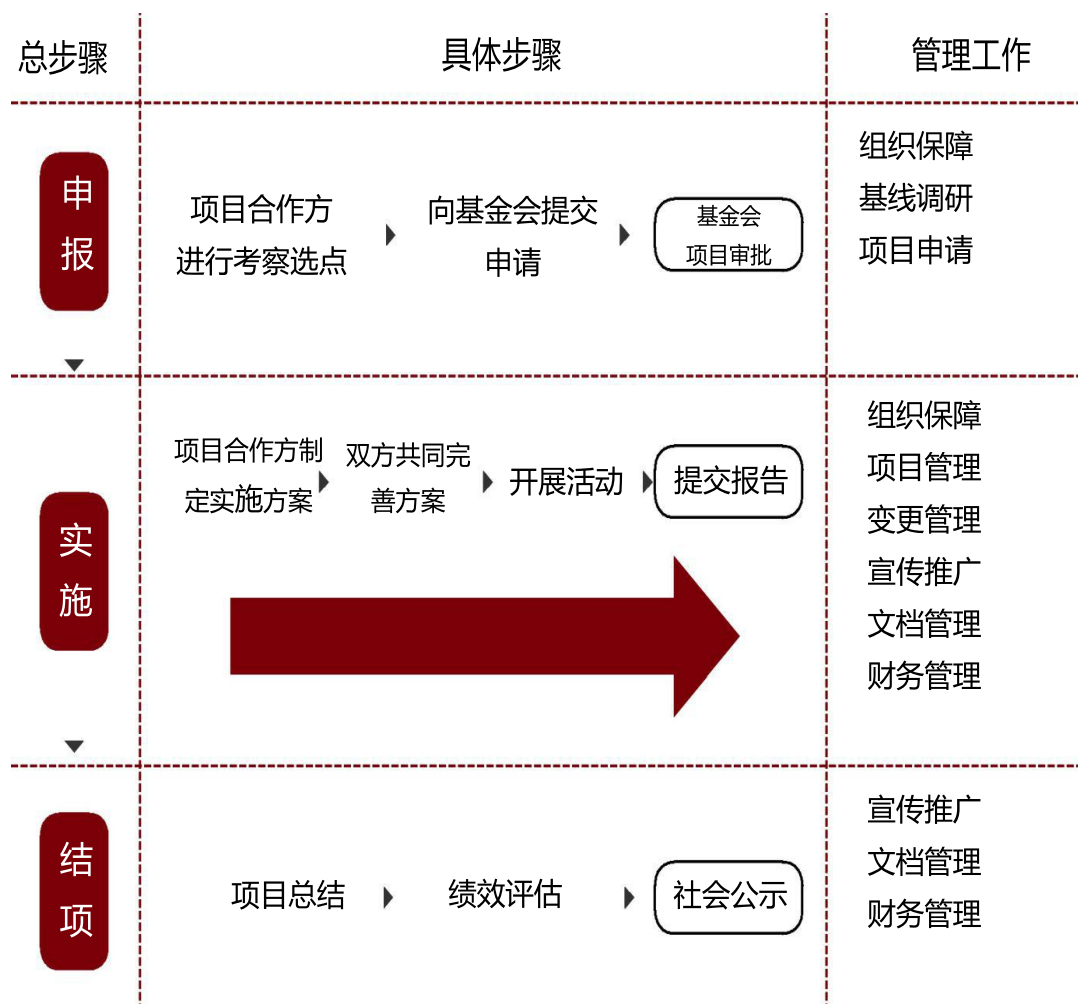 总步骤
具体步骤
管理工作
申
报
项目合作方
进行考察选点
向基金会提交
申请
基金会
项目审批
组织保障
基线调研
项目申请
实
施
项目合作方制
定实施方案
双方共同完
善方案
开展活动
提交报告
组织保障
项目管理
变更管理
宣传推广
文档管理
财务管理
结
项
项目总结
绩效评估
社会公示
宣传推广
文档管理
财务管理